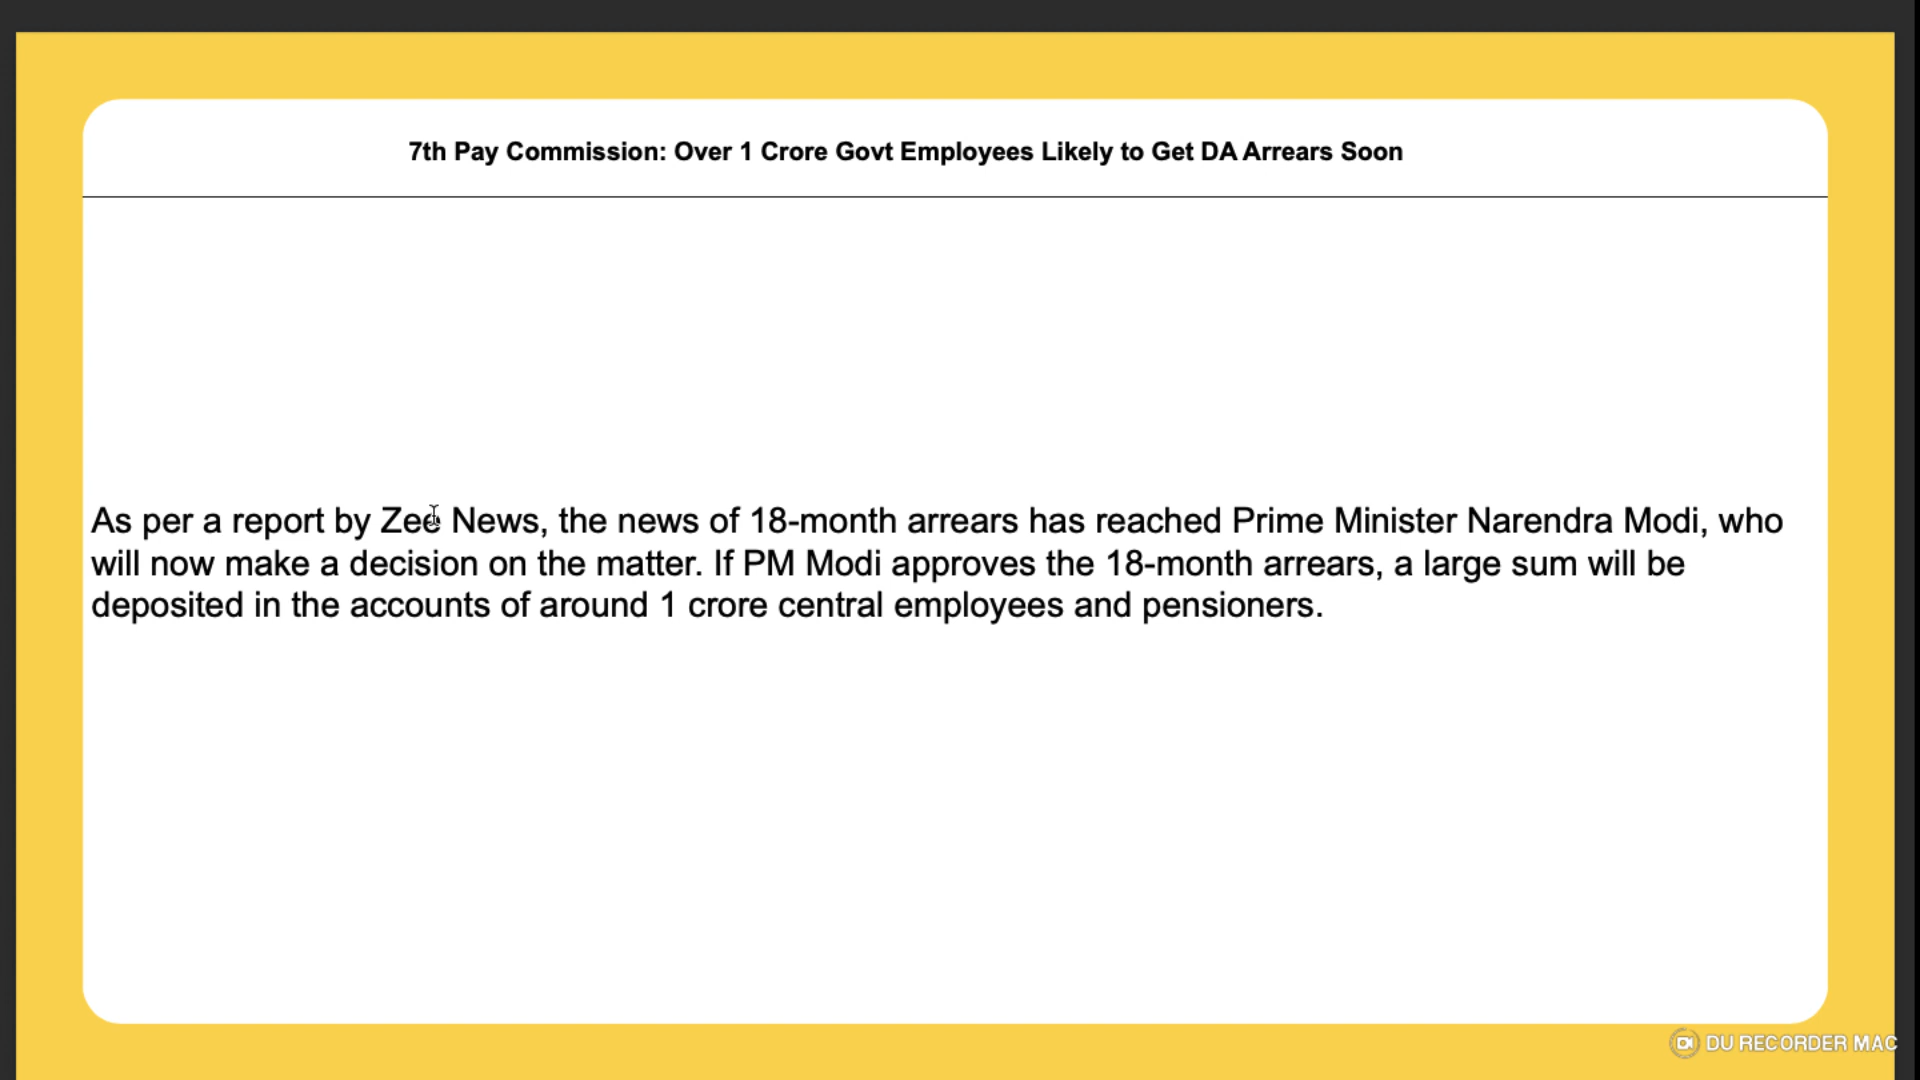 7th Pay Commission: Over 1 Crore Govt Employees Likely to Get DA Arrears Soon
As per a report by Zee News, the news of 18-month arrears has reached Prime Minister Narendra Modi, who
will now make a decision on the matter. If PM Modi approves the 18-month arrears, a large sum will be
deposited in the accounts of around 1 crore central employees and pensioners.
DU RECORDER MAC